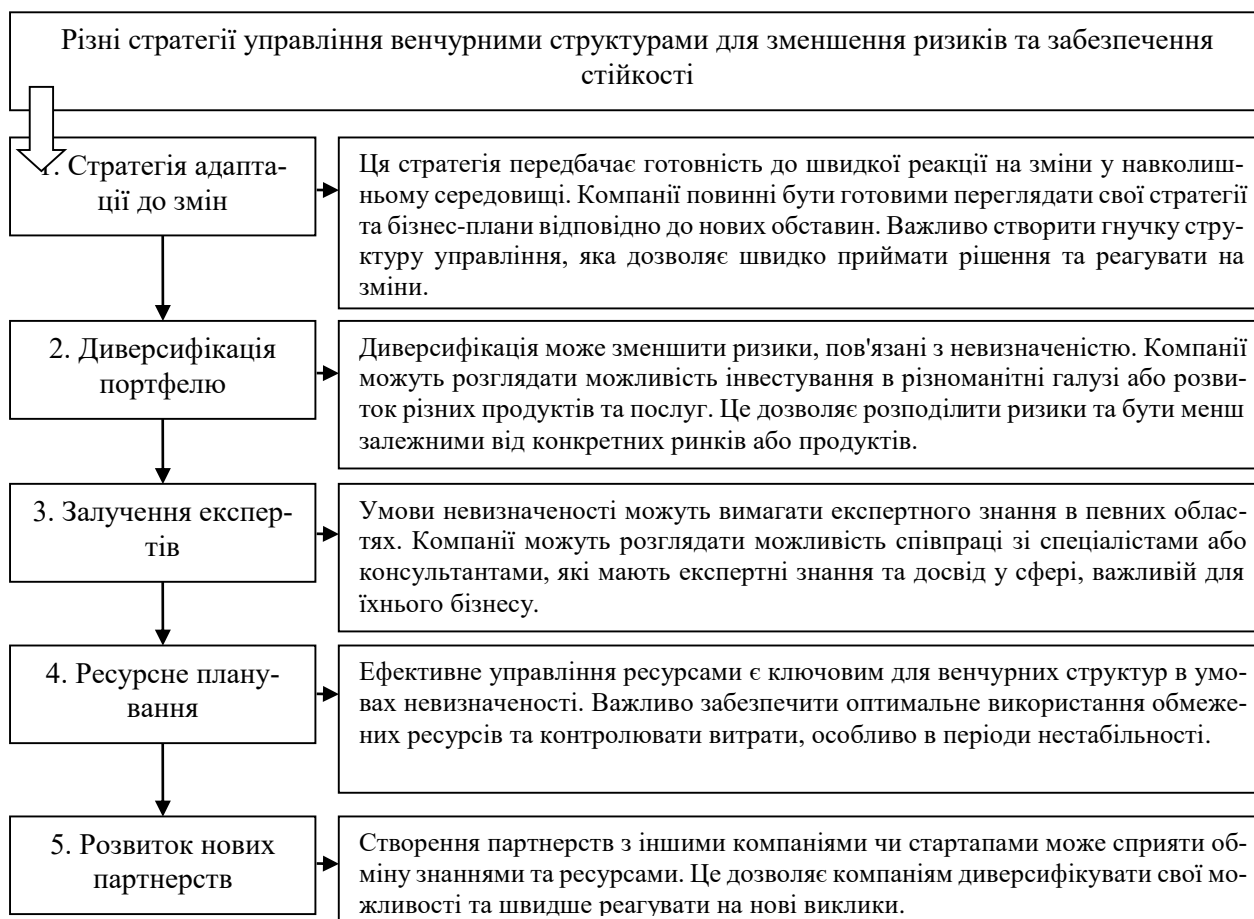 Різні стратегії управління венчурними структурами для зменшення ризиків та забезпечення
стійкості
1. Стратегія адапта-
ції до змін
Ця стратегія передбачає готовність до швидкої реакції на зміни у навколиш-
ньому середовищі. Компанії повинні бути готовими переглядати свої стратегії
та бізнес-плани відповідно до нових обставин. Важливо створити гнучку стру-
ктуру управління, яка дозволяє швидко приймати рішення та реагувати на
зміни.
2. Диверсифікація
портфелю
Диверсифікація може зменшити ризики, пов'язані з невизначеністю. Компанії
можуть розглядати можливість інвестування в різноманітні галузі або розви-
ток різних продуктів та послуг. Це дозволяє розподілити ризики та бути менш
залежними від конкретних ринків або продуктів.
3. Залучення експер-
тів
Умови невизначеності можуть вимагати експертного знання в певних облас-
тях. Компанії можуть розглядати можливість співпраці зі спеціалістами або
консультантами, які мають експертні знання та досвід у сфері, важливій для
їхнього бізнесу.
4. Ресурсне плану-
вання
Ефективне управління ресурсами є ключовим для венчурних структур в умо-
вах невизначеності. Важливо забезпечити оптимальне використання обмеже-
них ресурсів та контролювати витрати, особливо в періоди нестабільності.
5. Розвиток нових
партнерств
Створення партнерств з іншими компаніями чи стартапами може сприяти об-
міну знаннями та ресурсами. Це дозволяє компаніям диверсифікувати свої мо-
жливості та швидше реагувати на нові виклики.